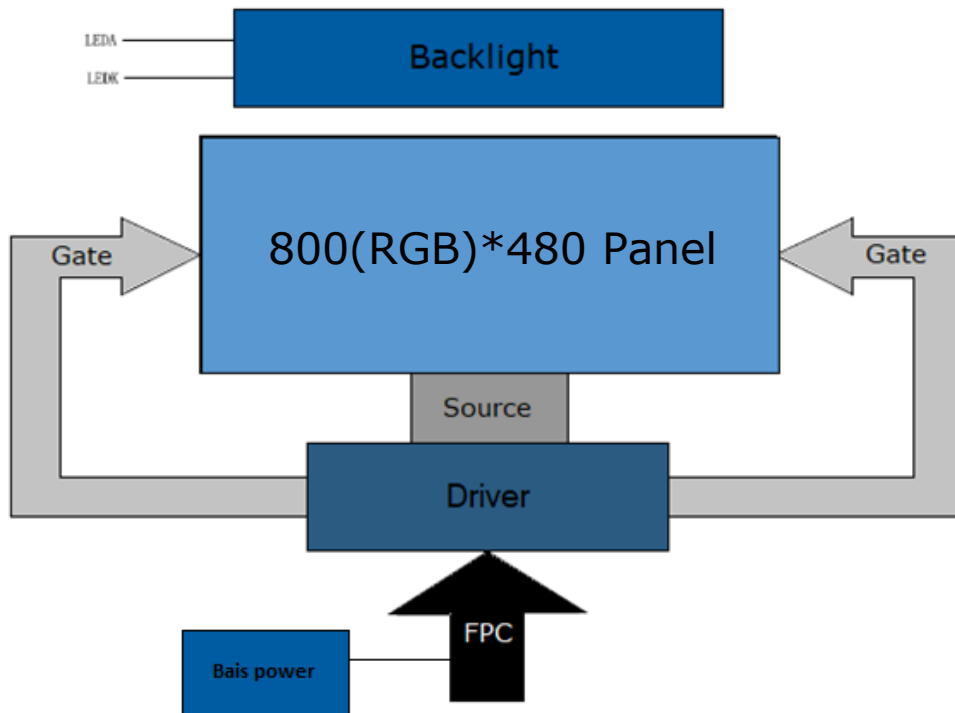 LEDA
Backlight
LEDK
800(RGB)*480 Panel
Gate
Gate
Source
Driver
FPC
Bais power